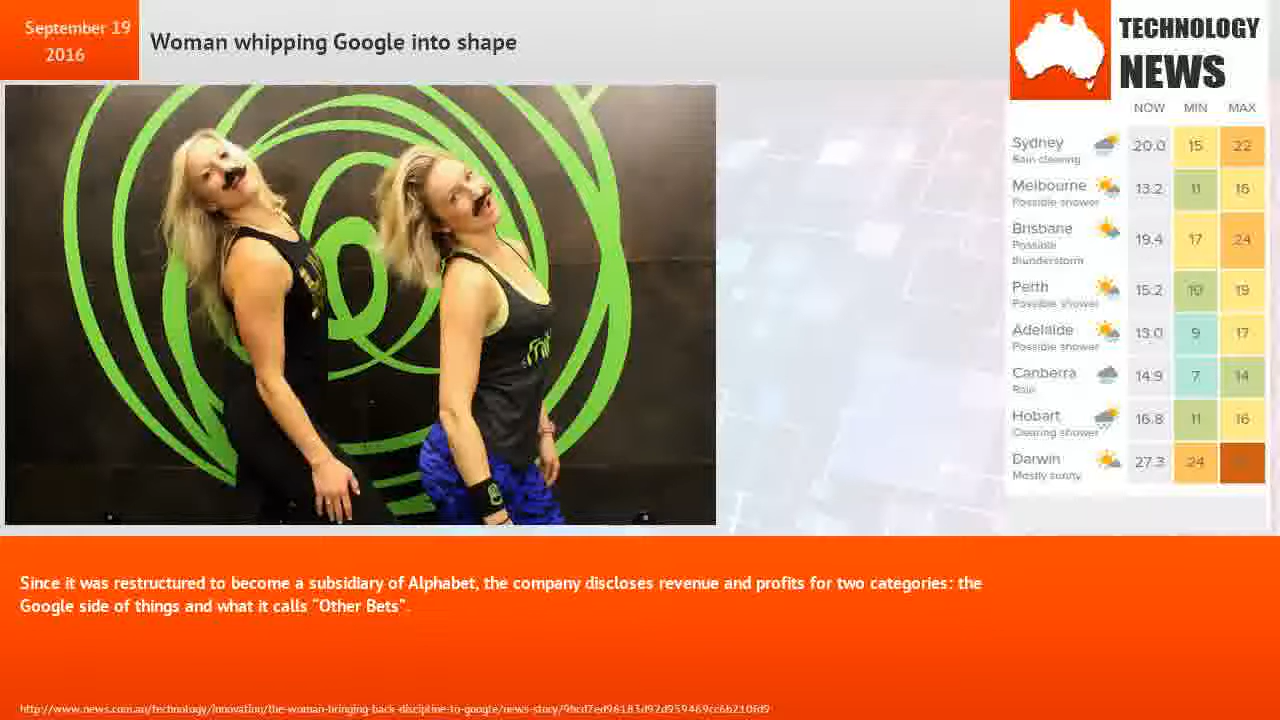 September 19
2016
Woman whipping Google into shape
TECHNOLOGY
NEWS
NOW MIN MAX
Sydney 20.0 15 22
Rain clearing
Melbourne 13.2 11 16
Possible shower
Brisbane 19.4 17 24
Possible
thunderstorm
Perth 15.2 10 19
Possible shower
Adelaide 13.0 9 17
Possible shower
Canberra 14.9 7 14
Rain
Hobart 16.8 11 16
Clearing shower
Darwin 27.3 24
Mostly sunny
Since it was restructured to become a subsidiary of Alphabet, the company discloses revenue and profits for two categories: the
Google side of things and what it calls "Other Bets".